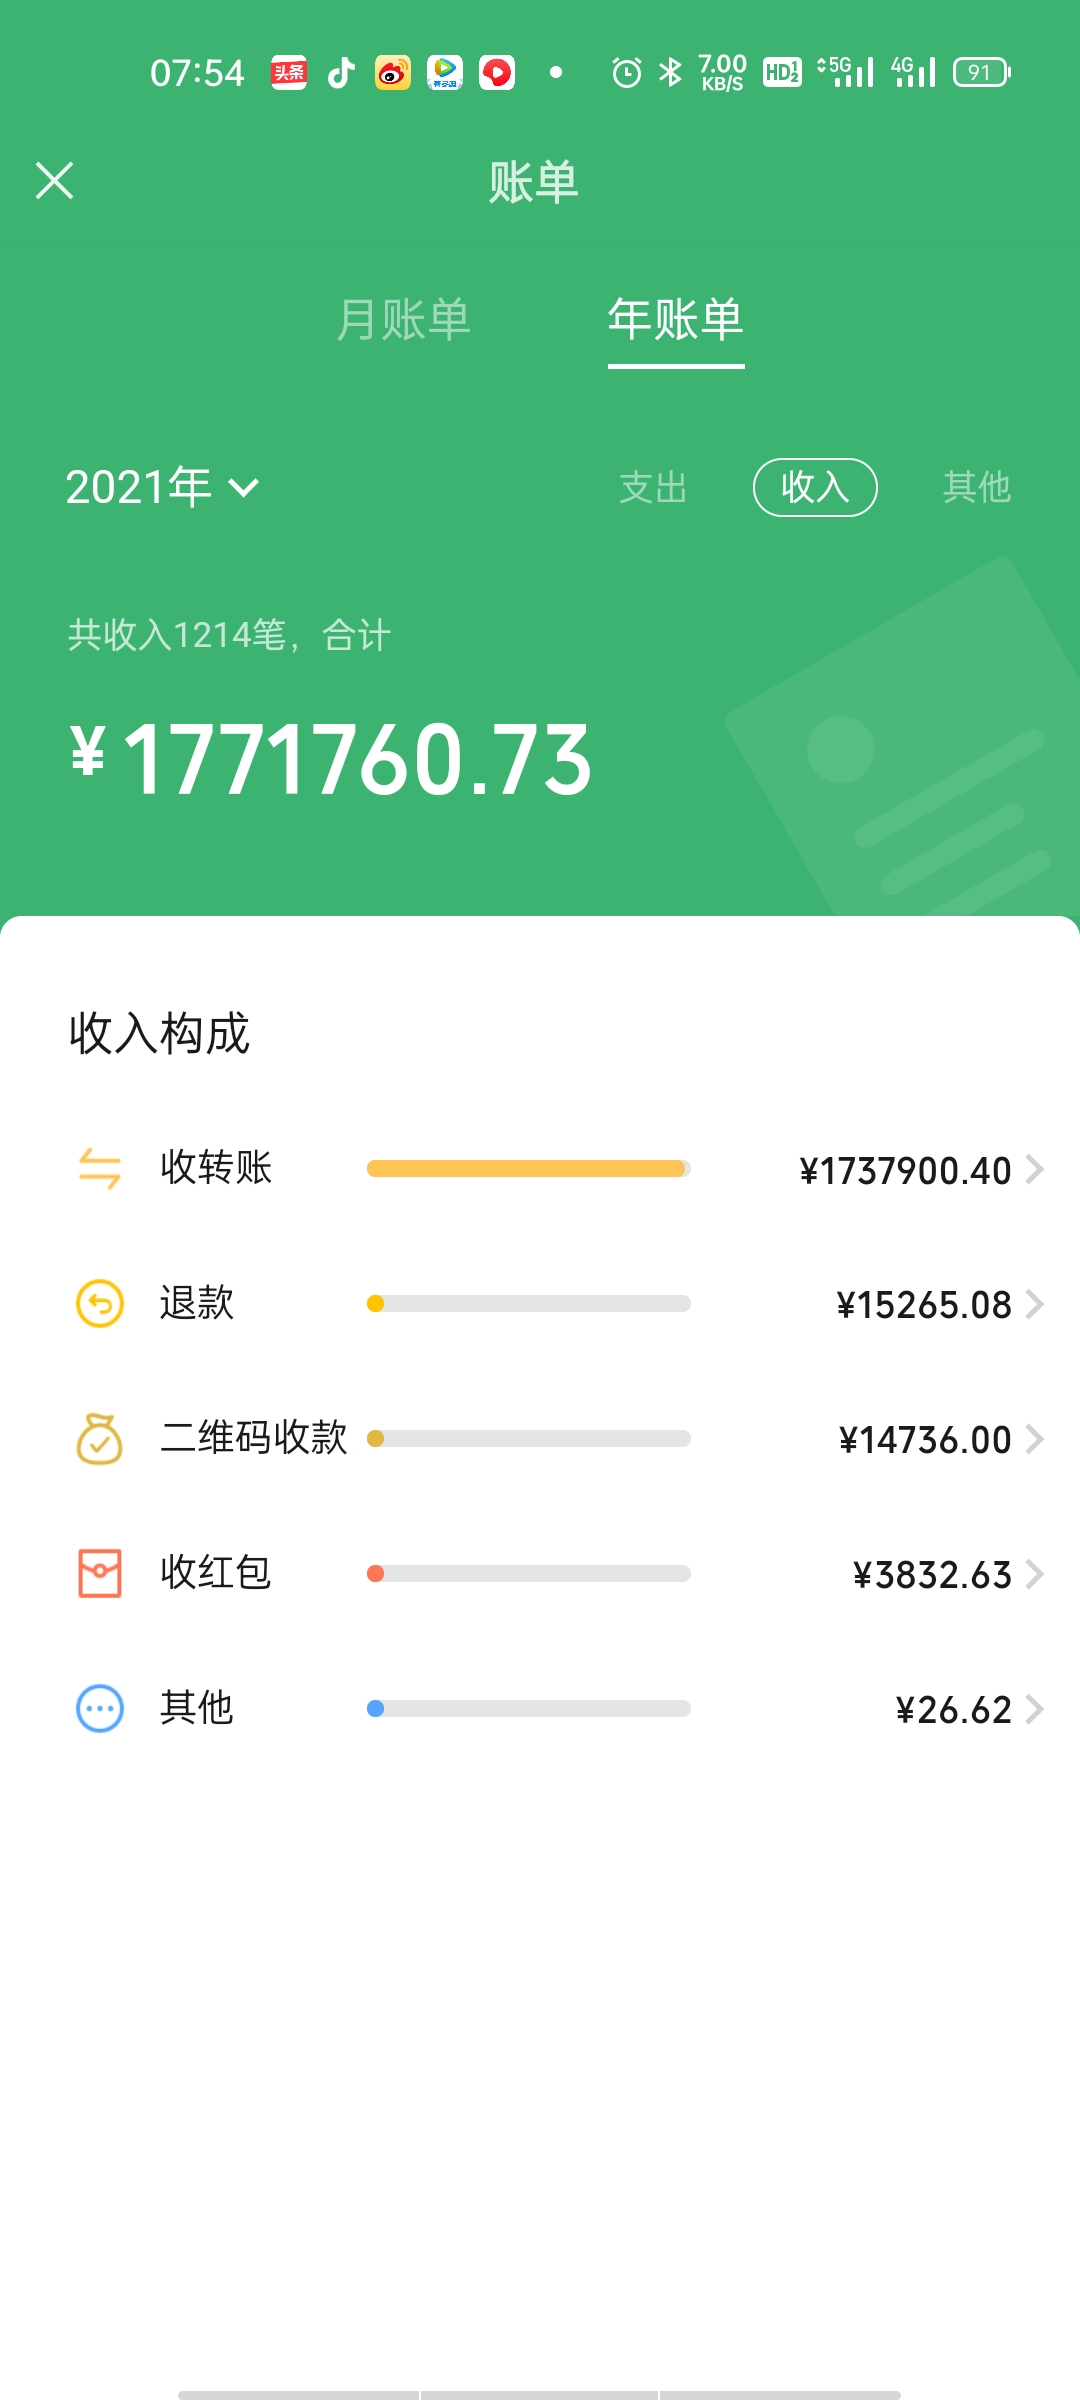 07:54 头条 7.00 KB/S HD 1 2 5G 4G 91
账单
月账单 年账单
2021年 支出 收入 其他
共收入1214笔，合计
¥1771760.73
收入构成
收转账 ¥1737900.40
退款 ¥15265.08
二维码收款 ¥14736.00
收红包 ¥3832.63
其他 ¥26.62